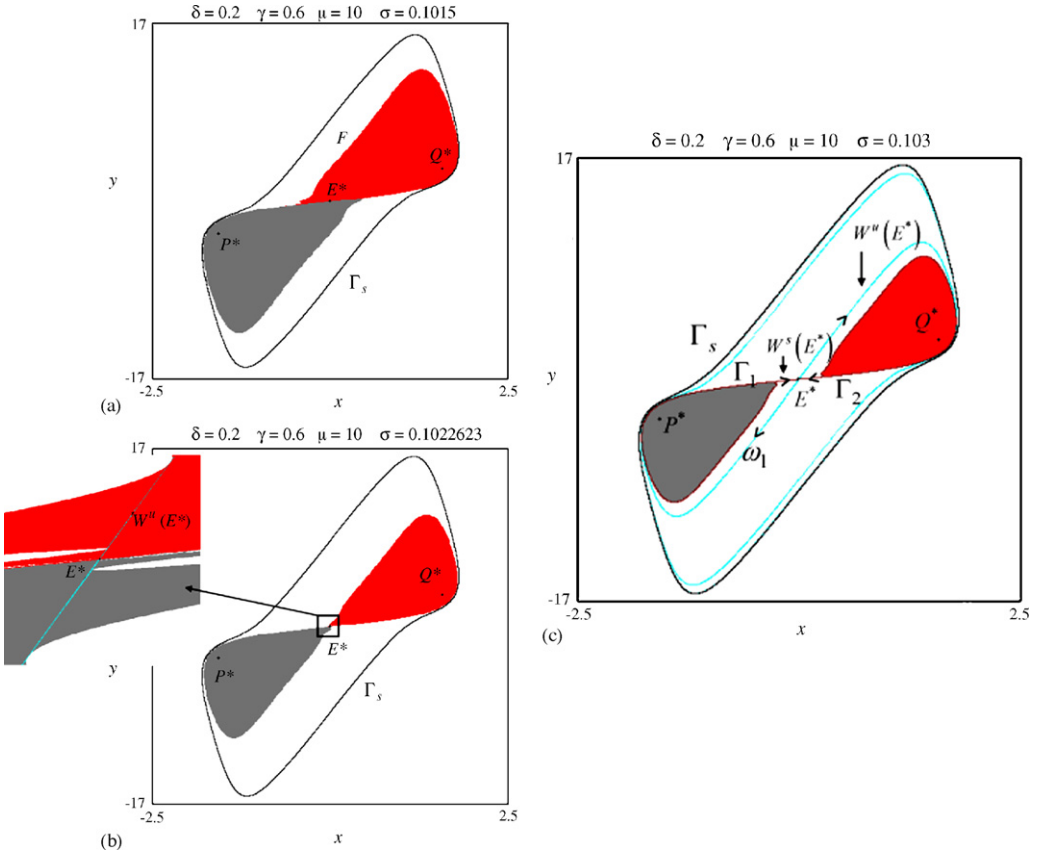 δ = 0.2 γ = 0.6 μ = 10 σ = 0.1015
17
F
Q*
y
E*
P*
Γs
-17
-2.5
x
2.5
(a)
δ = 0.2 γ = 0.6 μ = 10 σ = 0.1022623
17
Wᵘ (E*)
E*
Q*
E*
y
P*
Γs
-17
-2.5
x
2.5
(b)
δ = 0.2 γ = 0.6 μ = 10 σ = 0.103
17
Wᵘ(E*)
Γs
Wˢ(E*)
Q*
Γ1
y
E*
Γ2
P*
ω1
-17
-2.5
x
2.5
(c)